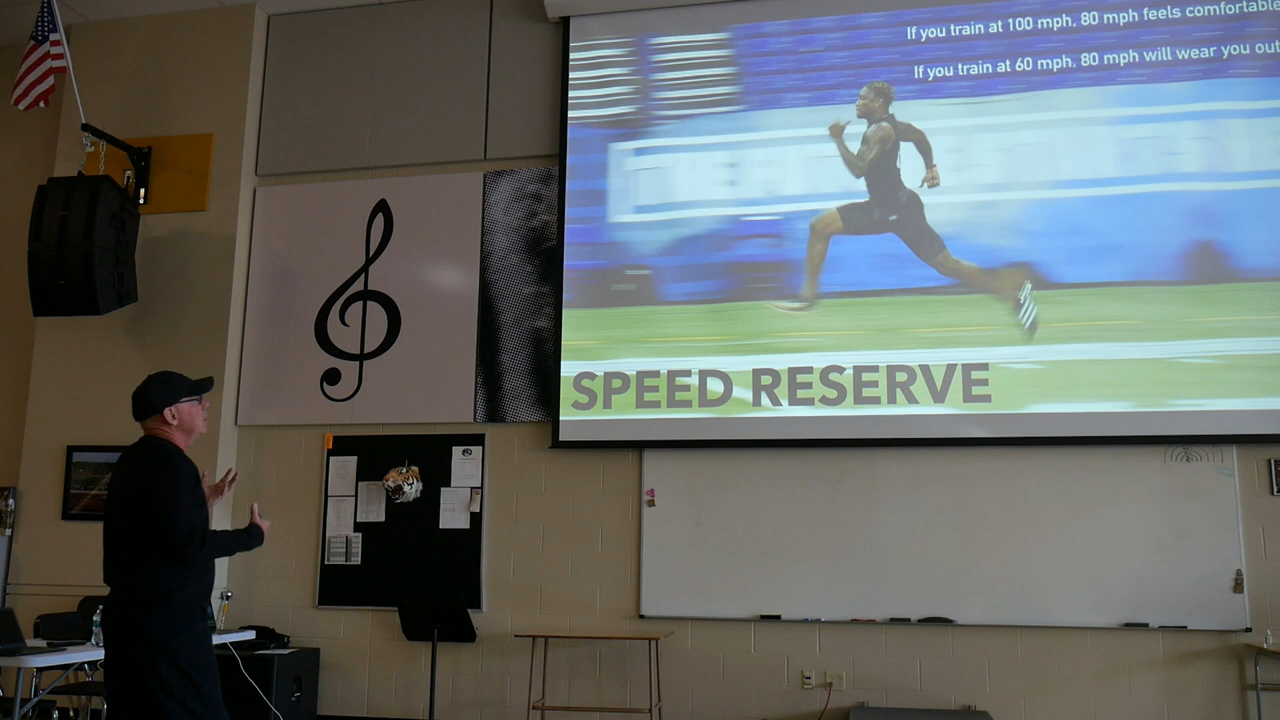 If you train at 100 mph, 80 mph feels comfortable
If you train at 60 mph. 80 mph will wear you out
SPEED RESERVE